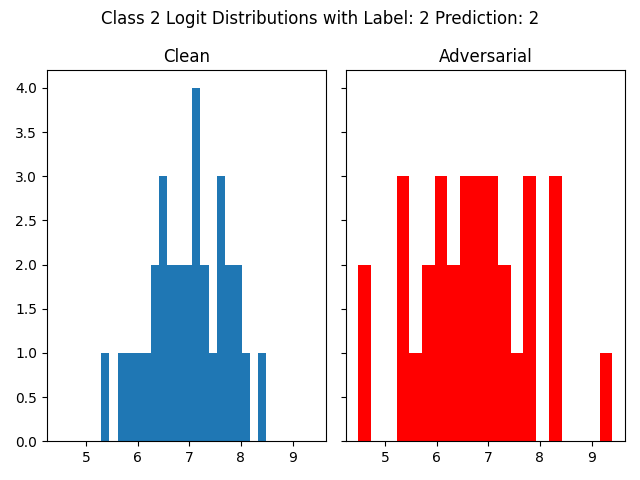 Class 2 Logit Distributions with Label: 2 Prediction: 2
Clean
Adversarial
4.0
3.5
3.0
2.5
2.0
1.5
1.0
0.5
0.0
5 6 7 8 9
5 6 7 8 9